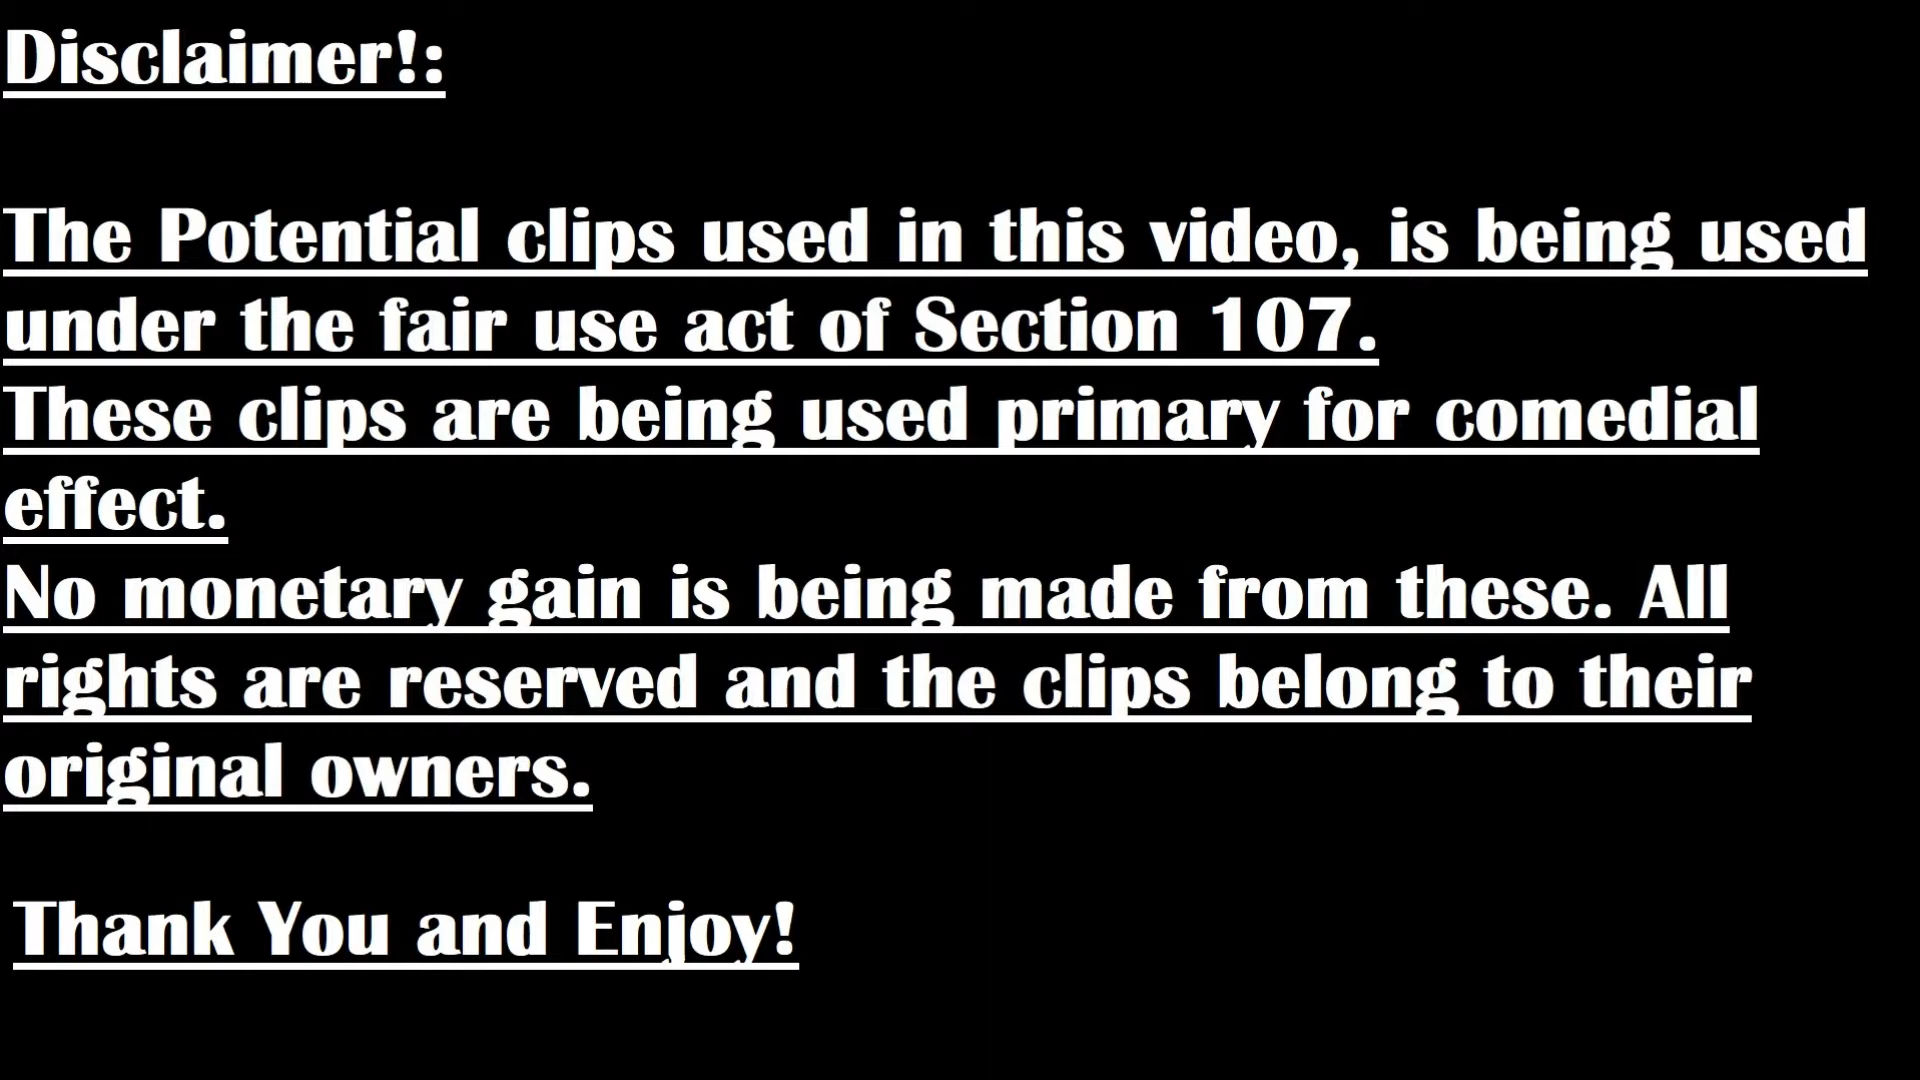 Disclaimer!:
The Potential clips used in this video, is being used
under the fair use act of Section 107.
These clips are being used primary for comedial
effect.
No monetary gain is being made from these. All
rights are reserved and the clips belong to their
original owners.
Thank You and Enjoy!